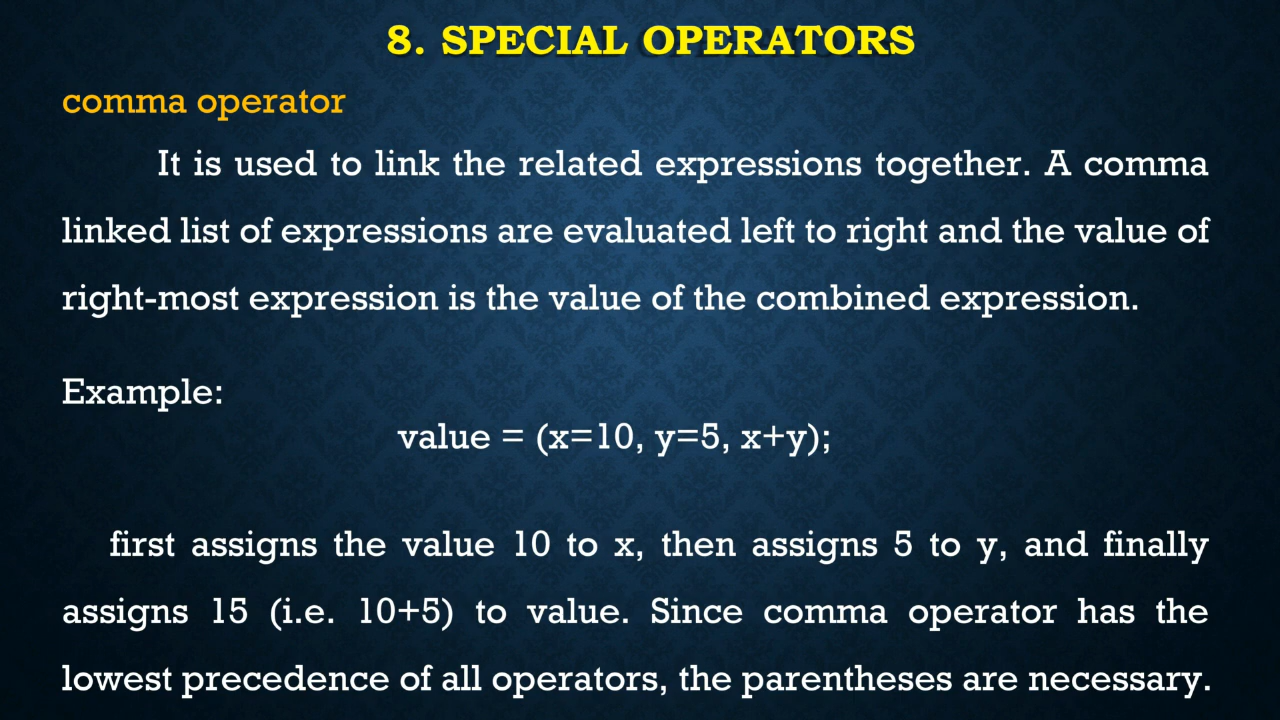 8. SPECIAL OPERATORS
comma operator
It is used to link the related expressions together. A comma
linked list of expressions are evaluated left to right and the value of
right-most expression is the value of the combined expression.
Example:
value = (x=10, y=5, x+y);
first assigns the value 10 to x, then assigns 5 to y, and finally
assigns 15 (i.e. 10+5) to value. Since comma operator has the
lowest precedence of all operators, the parentheses are necessary.